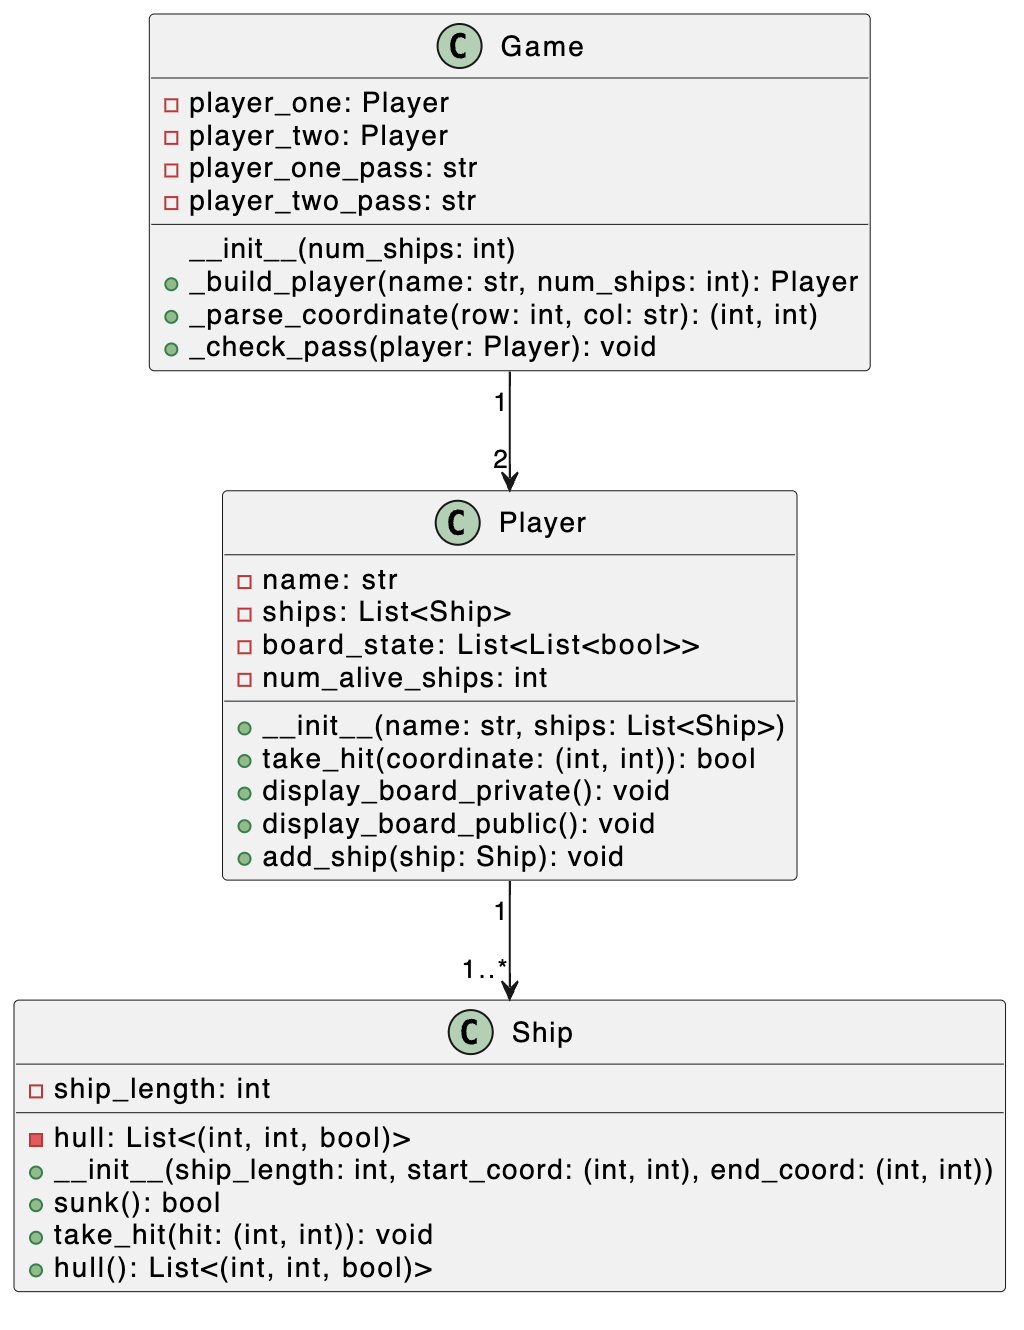 C Game
player_one: Player
player_two: Player
player_one_pass: str
player_two_pass: str
__init__(num_ships: int)
_build_player(name: str, num_ships: int): Player
_parse_coordinate(row: int, col: str): (int, int)
_check_pass(player: Player): void
1
2
C Player
name: str
ships: List<Ship>
board_state: List<List<bool>>
num_alive_ships: int
__init__(name: str, ships: List<Ship>)
take_hit(coordinate: (int, int)): bool
display_board_private(): void
display_board_public(): void
add_ship(ship: Ship): void
1
1..*
C Ship
ship_length: int
hull: List<(int, int, bool)>
__init__(ship_length: int, start_coord: (int, int), end_coord: (int, int))
sunk(): bool
take_hit(hit: (int, int)): void
hull(): List<(int, int, bool)>